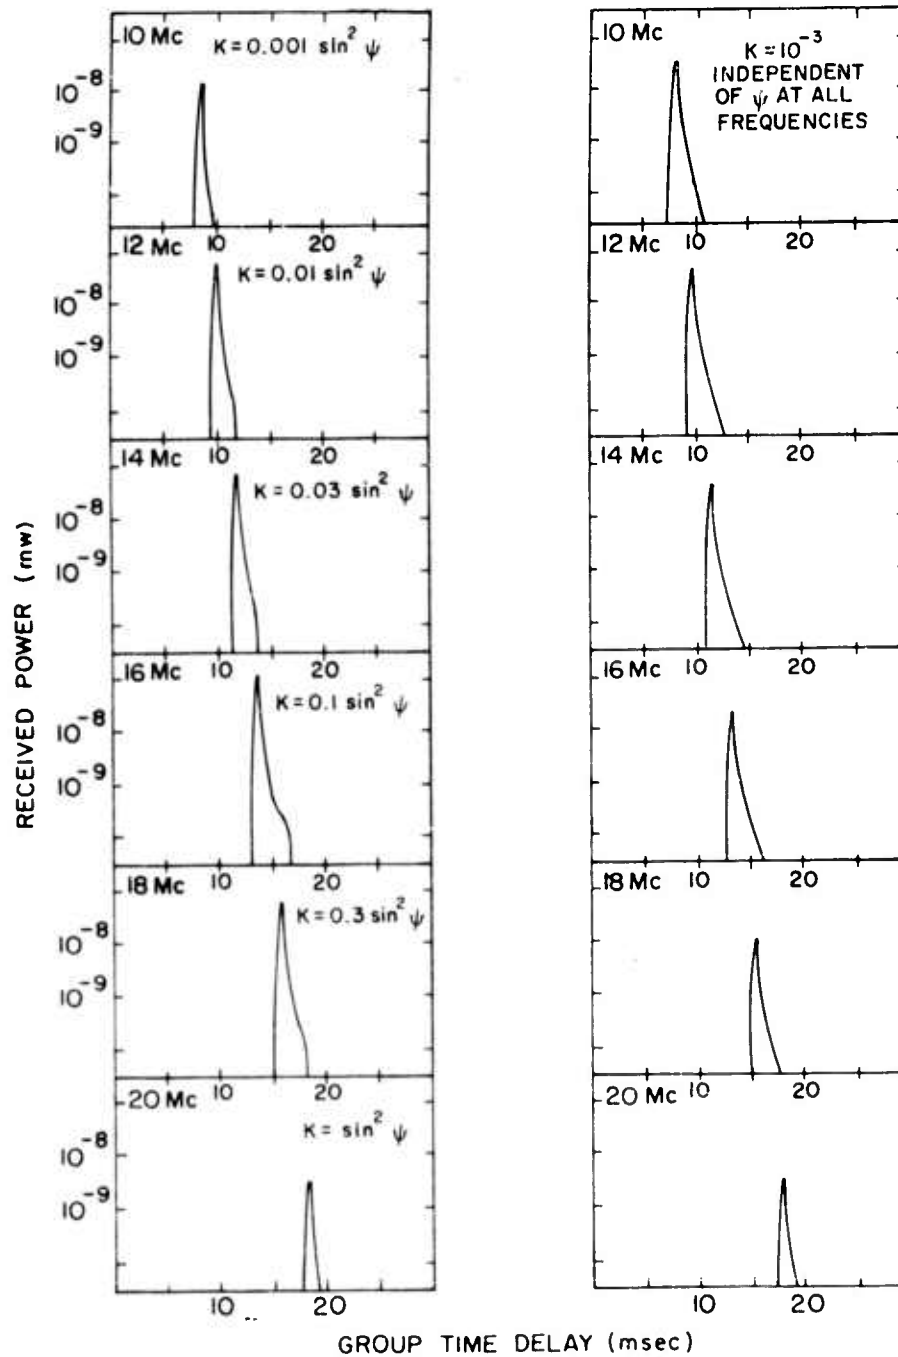 RECEIVED POWER (mw)
10 Mc
K = 0.001 sin² ψ
10⁻⁸
10⁻⁹
10
20
12 Mc
K = 0.01 sin² ψ
10⁻⁸
10⁻⁹
10
20
14 Mc
K = 0.03 sin² ψ
10⁻⁸
10⁻⁹
10
20
16 Mc
K = 0.1 sin² ψ
10⁻⁸
10⁻⁹
10
20
18 Mc
K = 0.3 sin² ψ
10⁻⁸
10⁻⁹
10
20
20 Mc
K = sin² ψ
10⁻⁸
10⁻⁹
10
20
10 Mc
K = 10⁻³
INDEPENDENT
OF ψ AT ALL
FREQUENCIES
10
20
12 Mc
10
20
14 Mc
10
20
16 Mc
10
20
18 Mc
10
20
20 Mc
10
20
GROUP TIME DELAY (msec)